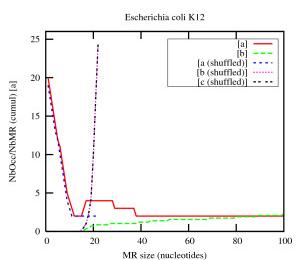 Escherichia coli K12
NbOcc/NbMR (cumul) [a]
25
20
15
10
5
0
[a]
[b]
[a (shuffled)]
[b (shuffled)]
[c (shuffled)]
0 20 40 60 80 100
MR size (nucleotides)